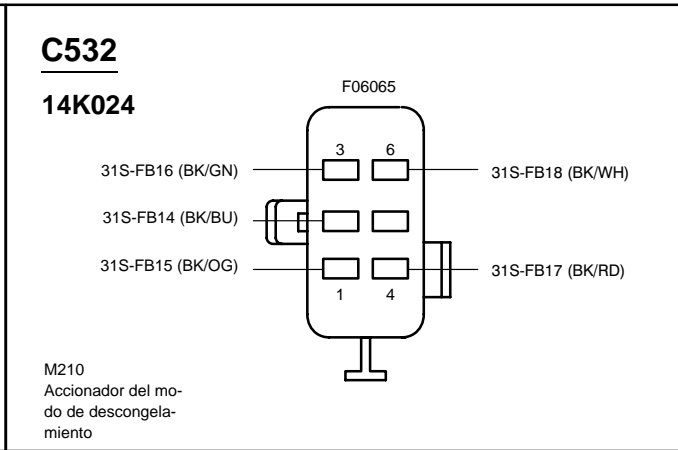 C532
14K024
F06065
3 6
31S-FB16 (BK/GN)
31S-FB18 (BK/WH)
31S-FB14 (BK/BU)
31S-FB15 (BK/OG)
31S-FB17 (BK/RD)
1 4
M210
Accionador del mo-
do de descongela-
miento